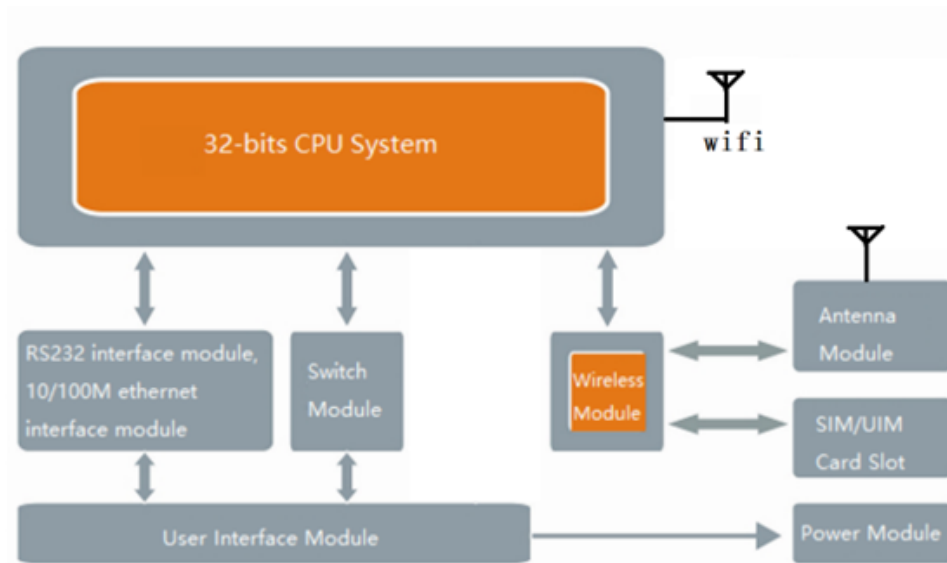 32-bits CPU System
wifi
RS232 interface module,
10/100M ethernet
interface module
Switch
Module
Wireless
Module
Antenna
Module
SIM/UIM
Card Slot
User Interface Module
Power Module